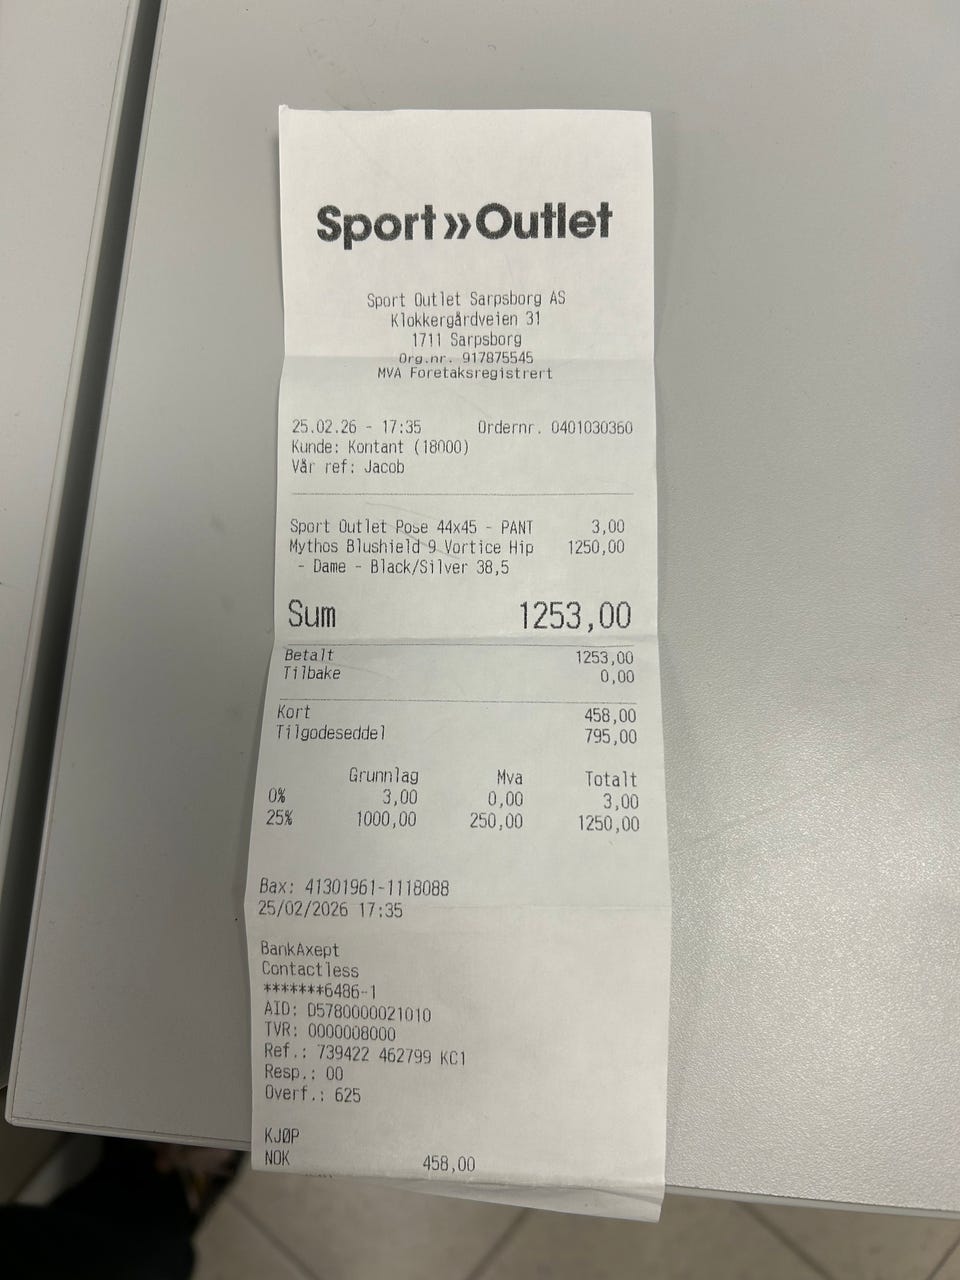 Sport»Outlet
Sport Outlet Sarpsborg AS
Klokkergårdveien 31
1711 Sarpsborg
Org.nr. 917875545
MVA Foretaksregistrert
25.02.26 - 17:35 Ordernr. 0401030360
Kunde: Kontant (18000)
Vår ref: Jacob
Sport Outlet Pose 44x45 - PANT 3,00
Mythos Blushield 9 Vortice Hip 1250,00
- Dame - Black/Silver 38,5
Sum 1253,00
Betalt 1253,00
Tilbake 0,00
Kort 458,00
Tilgodeseddel 795,00
Grunnlag Mva Totalt
0% 3,00 0,00 3,00
25% 1000,00 250,00 1250,00
Bax: 41301961-1118088
25/02/2026 17:35
BankAxept
Contactless
*******6486-1
AID: D5780000021010
TVR: 0000008000
Ref.: 739422 462799 KC1
Resp.: 00
Overf.: 625
KJØP
NOK 458,00